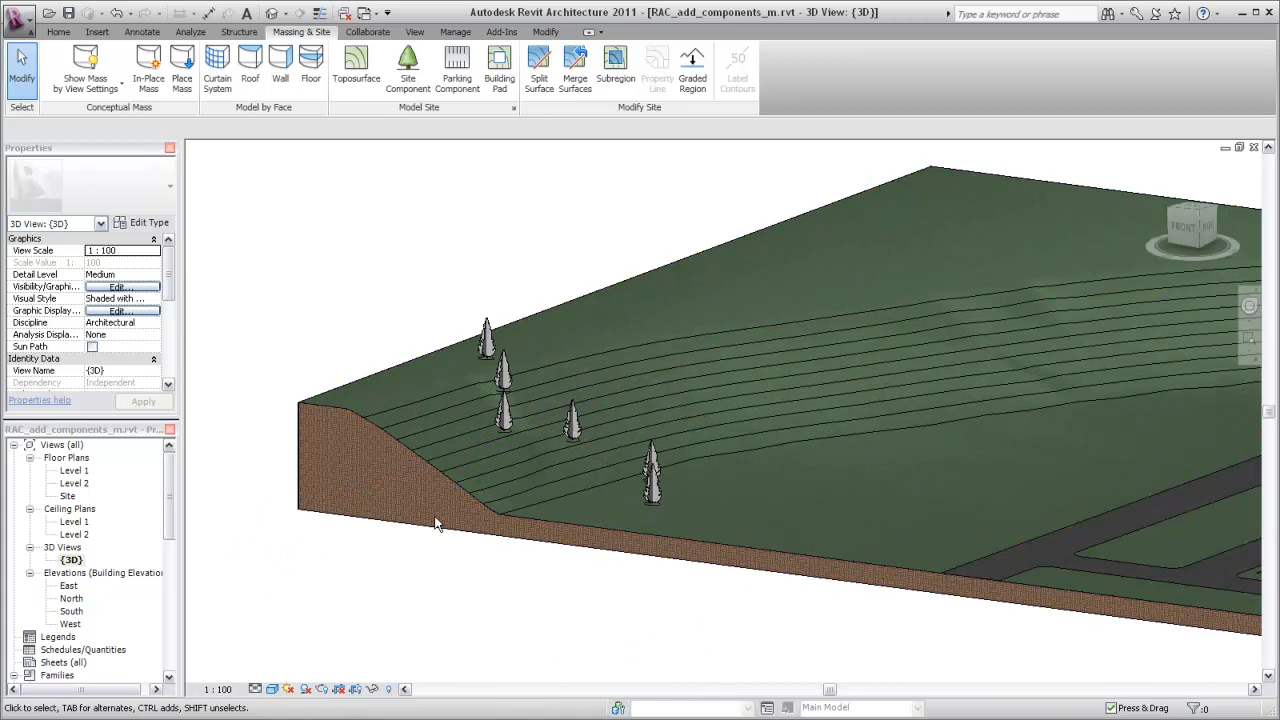 Autodesk Revit Architecture 2011 - [RAC_add_components_m.rvt - 3D View: {3D}]
Type a keyword or phrase
Home Insert Annotate Analyze Structure Massing & Site Collaborate View Manage Add-Ins Modify
Modify
Show Mass
by View Settings
In-Place
Mass
Place
Mass
Curtain
System
Roof
Wall
Floor
Toposurface
Site
Component
Parking
Component
Building
Pad
Split
Surface
Merge
Surfaces
Subregion
Property
Line
Graded
Region
50
Label
Contours
Select
Conceptual Mass
Model by Face
Model Site
Modify Site
Properties
3D View: {3D}
Edit Type
Graphics
View Scale 1 : 100
Scale Value 1: 100
Detail Level Medium
Visibility/Graphi... Edit...
Visual Style Shaded with ...
Graphic Display... Edit...
Discipline Architectural
Analysis Displa... None
Sun Path
Identity Data
View Name {3D}
Dependency Independent
Properties help
Apply
RAC_add_components_m.rvt - Pr...
Views (all)
Floor Plans
Level 1
Level 2
Site
Ceiling Plans
Level 1
Level 2
3D Views
{3D}
Elevations (Building Elevation
East
North
South
West
Legends
Schedules/Quantities
Sheets (all)
Families
FRONT
1 : 100
Click to select, TAB for alternates, CTRL adds, SHIFT unselects.
Main Model
Press & Drag
:0